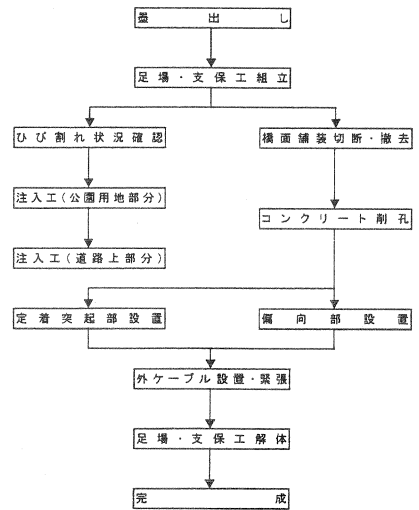 墨出し
足場・支保工組立
ひび割れ状況確認
橋面舗装切断・撤去
注入工(公園用地部分)
コンクリート削孔
注入工(道路上部分)
定着突起部設置
偏向部設置
外ケーブル設置・緊張
足場・支保工解体
完成